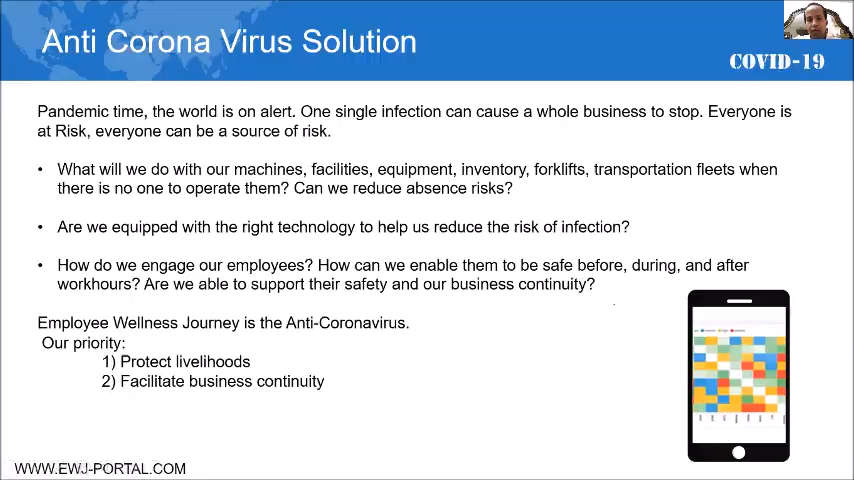 Anti Corona Virus Solution
COVID-19
Pandemic time, the world is on alert. One single infection can cause a whole business to stop. Everyone is
at Risk, everyone can be a source of risk.
• What will we do with our machines, facilities, equipment, inventory, forklifts, transportation fleets when
there is no one to operate them? Can we reduce absence risks?
• Are we equipped with the right technology to help us reduce the risk of infection?
• How do we engage our employees? How can we enable them to be safe before, during, and after
workhours? Are we able to support their safety and our business continuity?
Employee Wellness Journey is the Anti-Coronavirus.
Our priority:
1) Protect livelihoods
2) Facilitate business continuity
WWW.EWJ-PORTAL.COM